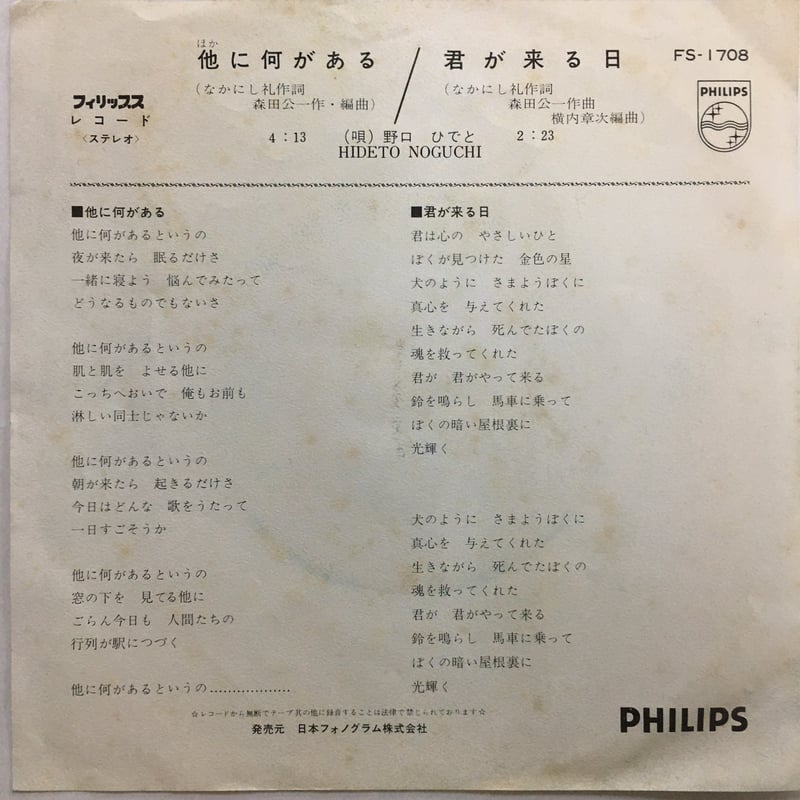 ほか
他に何がある／君が来る日
FS-1708
(なかにし礼作詞
森田公一作・編曲)
(なかにし礼作詞
森田公一作曲
横内章次編曲)
フィリップス
レコード
〈ステレオ〉
PHILIPS
4：13
(唄)野口 ひでと
2：23
HIDETO NOGUCHI
■他に何がある
他に何があるというの
夜が来たら 眠るだけさ
一緒に寝よう 悩んでみたって
どうなるものでもないさ
他に何があるというの
肌と肌を よせる他に
こっちへおいで 俺もお前も
淋しい同士じゃないか
他に何があるというの
朝が来たら 起きるだけさ
今日はどんな 歌をうたって
一日すごそうか
他に何があるというの
窓の下を 見てる他に
ごらん今日も 人間たちの
行列が駅につづく
他に何があるというの………………
■君が来る日
君は心の やさしいひと
ぼくが見つけた 金色の星
犬のように さまようぼくに
真心を 与えてくれた
生きながら 死んでたぼくの
魂を救ってくれた
君が 君がやって来る
鈴を鳴らし 馬車に乗って
ぼくの暗い屋根裏に
光輝く
犬のように さまようぼくに
真心を 与えてくれた
生きながら 死んでたぼくの
魂を救ってくれた
君が 君がやって来る
鈴を鳴らし 馬車に乗って
ぼくの暗い屋根裏に
光輝く
☆レコードから無断でテープ其の他に録音することは法律で禁じられております☆
発売元 日本フォノグラム株式会社
PHILIPS